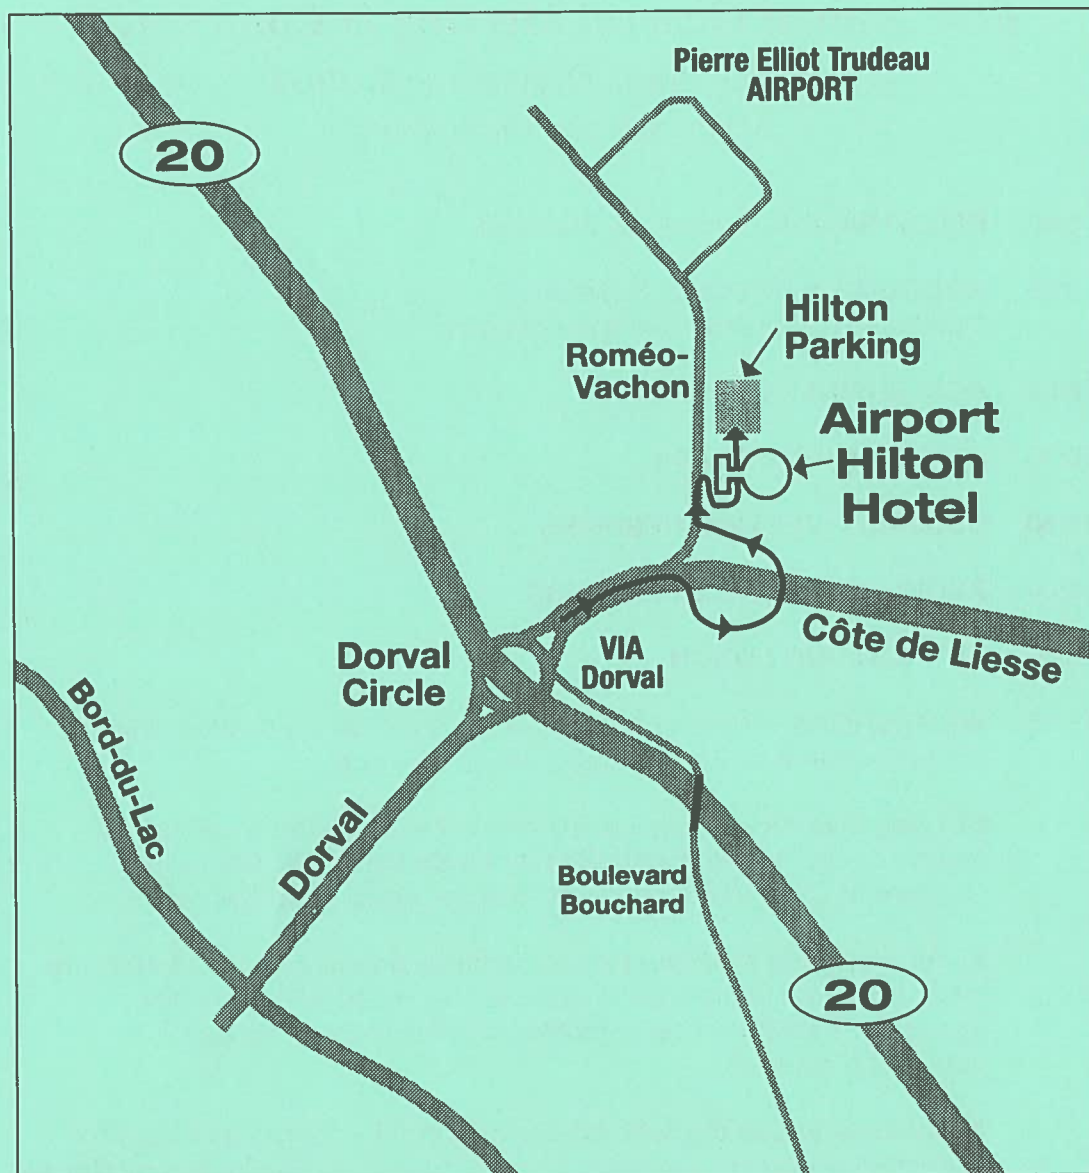 Pierre Elliot Trudeau
AIRPORT
20
Hilton
Parking
Roméo-
Vachon
Airport
Hilton
Hotel
Côte de Liesse
VIA
Dorval
Dorval
Circle
Bord-du-Lac
Dorval
Boulevard
Bouchard
20